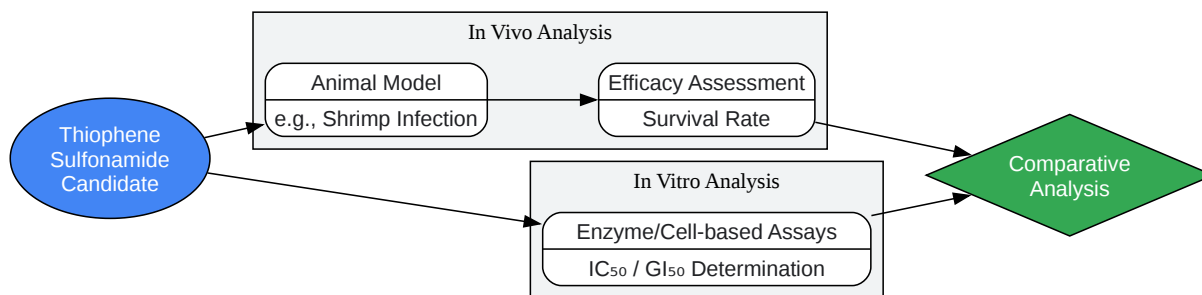 Thiophene
Sulfonamide
Candidate
In Vivo Analysis
Animal Model
e.g., Shrimp Infection
Efficacy Assessment
Survival Rate
In Vitro Analysis
Enzyme/Cell-based Assays
IC₅₀ / GI₅₀ Determination
Comparative
Analysis